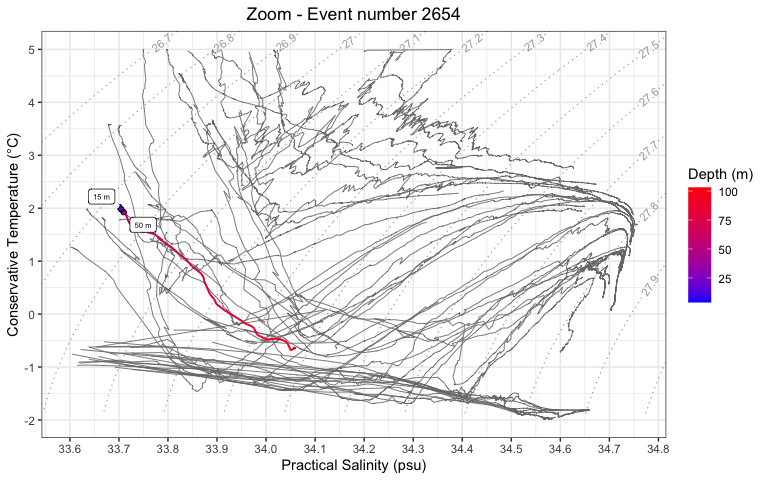 Zoom - Event number 2654
26.7 26.8 26.9 27 27.1 27.2 27.3 27.4 27.5
27.6
27.7
27.8
27.9
5
4
3
2
1
0
-1
-2
Conservative Temperature (°C)
15 m
50 m
33.6 33.7 33.8 33.9 34.0 34.1 34.2 34.3 34.4 34.5 34.6 34.7 34.8
Practical Salinity (psu)
Depth (m)
100
75
50
25